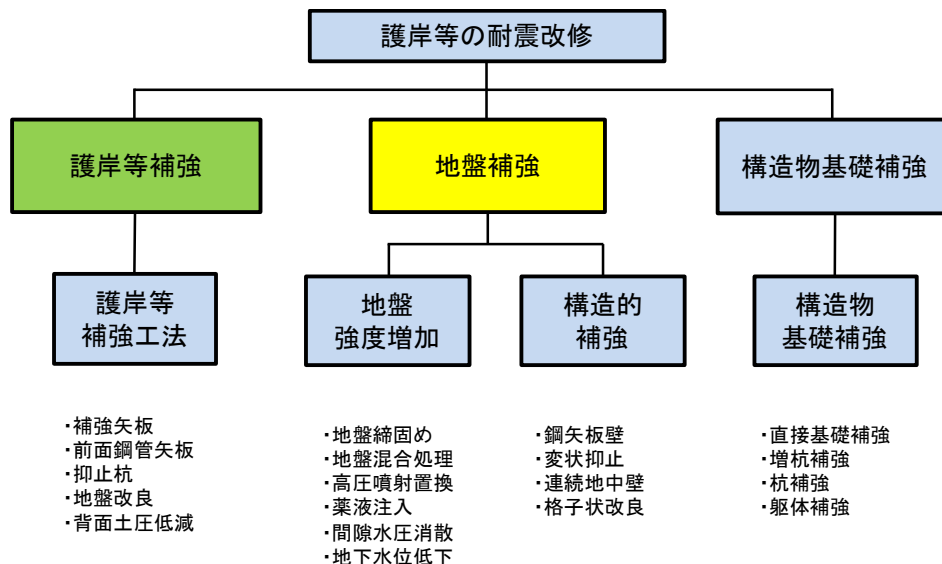 護岸等の耐震改修
護岸等補強
地盤補強
構造物基礎補強
護岸等
補強工法
地盤
強度増加
構造的
補強
構造物
基礎補強
・補強矢板
・前面鋼管矢板
・抑止杭
・地盤改良
・背面土圧低減
・地盤締固め
・地盤混合処理
・高圧噴射置換
・薬液注入
・間隙水圧消散
・地下水位低下
・鋼矢板壁
・変状抑止
・連続地中壁
・格子状改良
・直接基礎補強
・増杭補強
・杭補強
・躯体補強